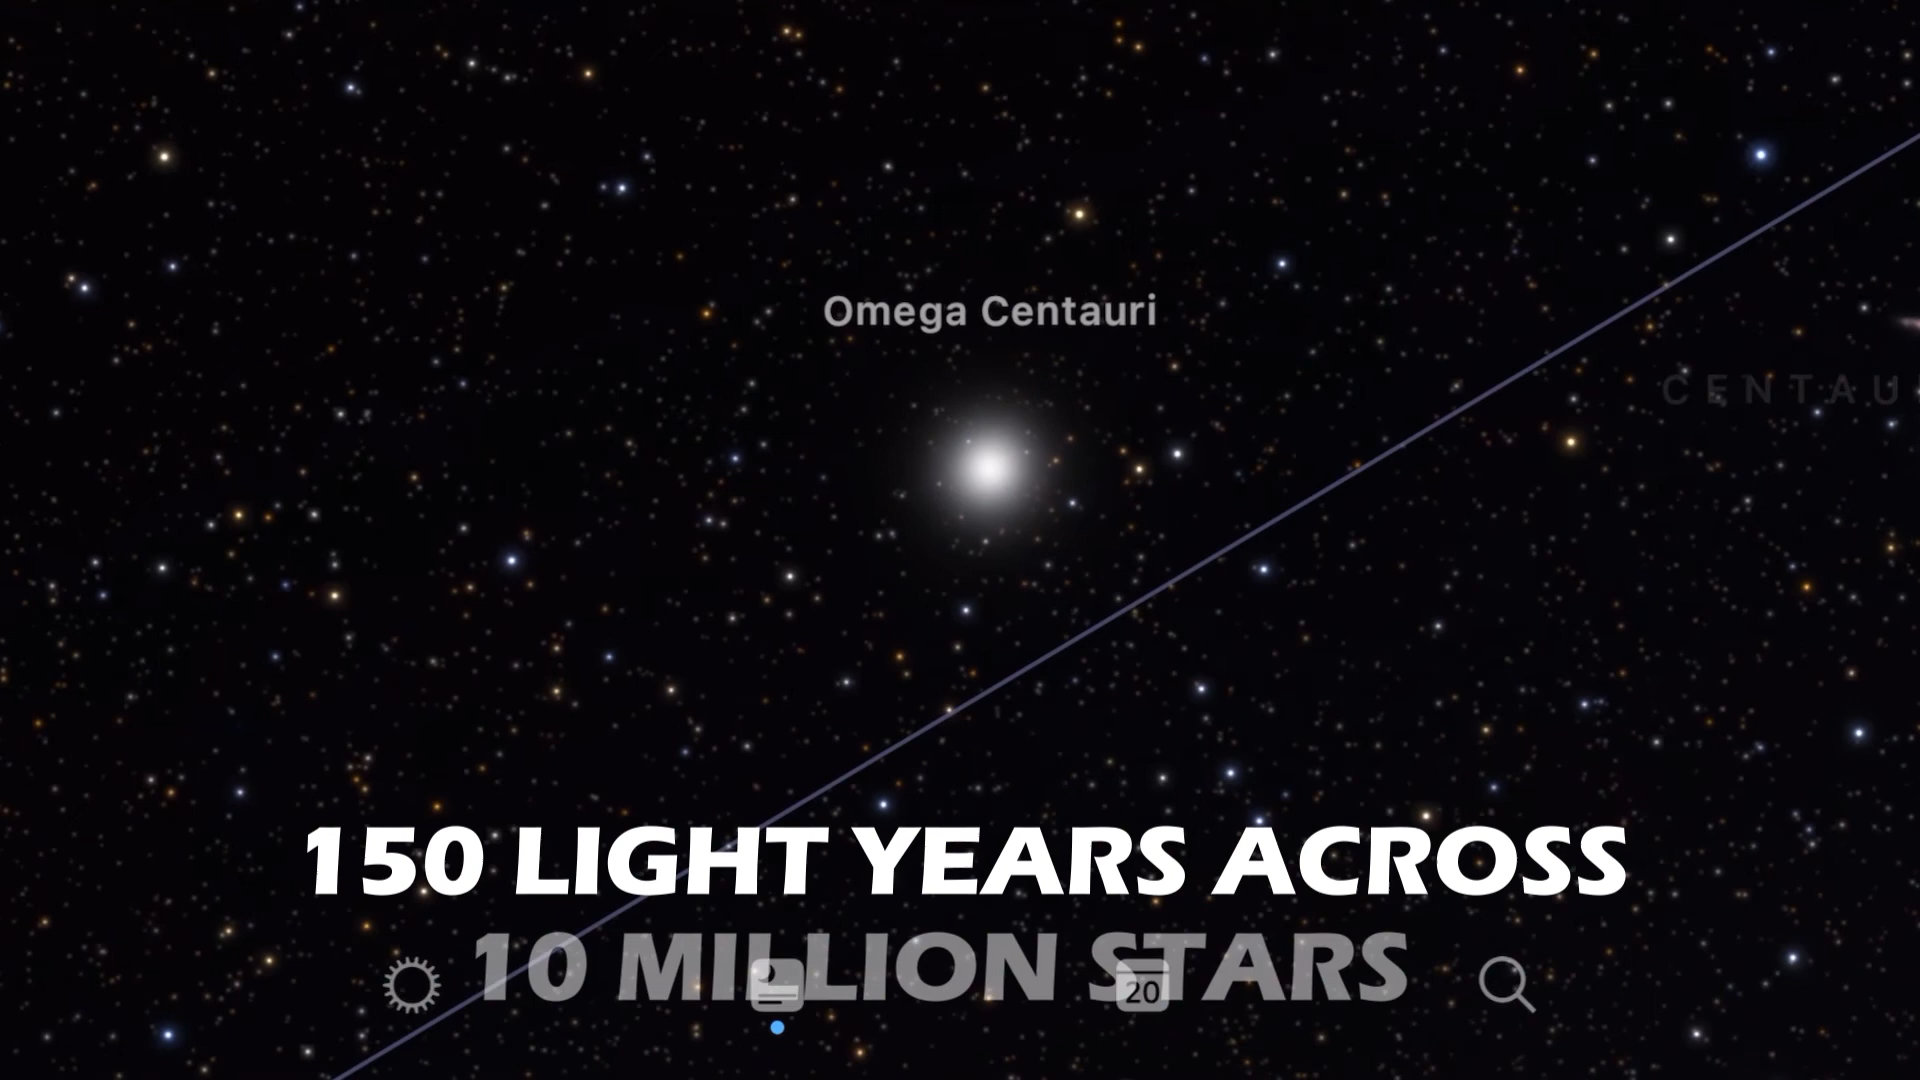 Omega Centauri
CENTAU
150 LIGHT YEARS ACROSS
10 MILLION STARS
20